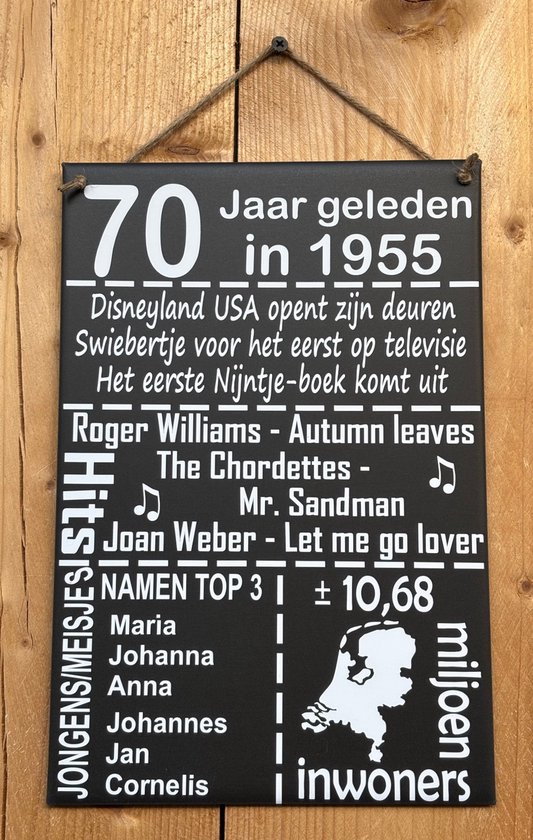 70 Jaar geleden
in 1955
Disneyland USA opent zijn deuren
Swiebertje voor het eerst op televisie
Het eerste Nijntje-boek komt uit
Hits
Roger Williams - Autumn leaves
The Chordettes -
Mr. Sandman
Joan Weber - Let me go lover
JONGENS/MEISJES
NAMEN TOP 3
Maria
Johanna
Anna
Johannes
Jan
Cornelis
± 10,68
miljoen
inwoners